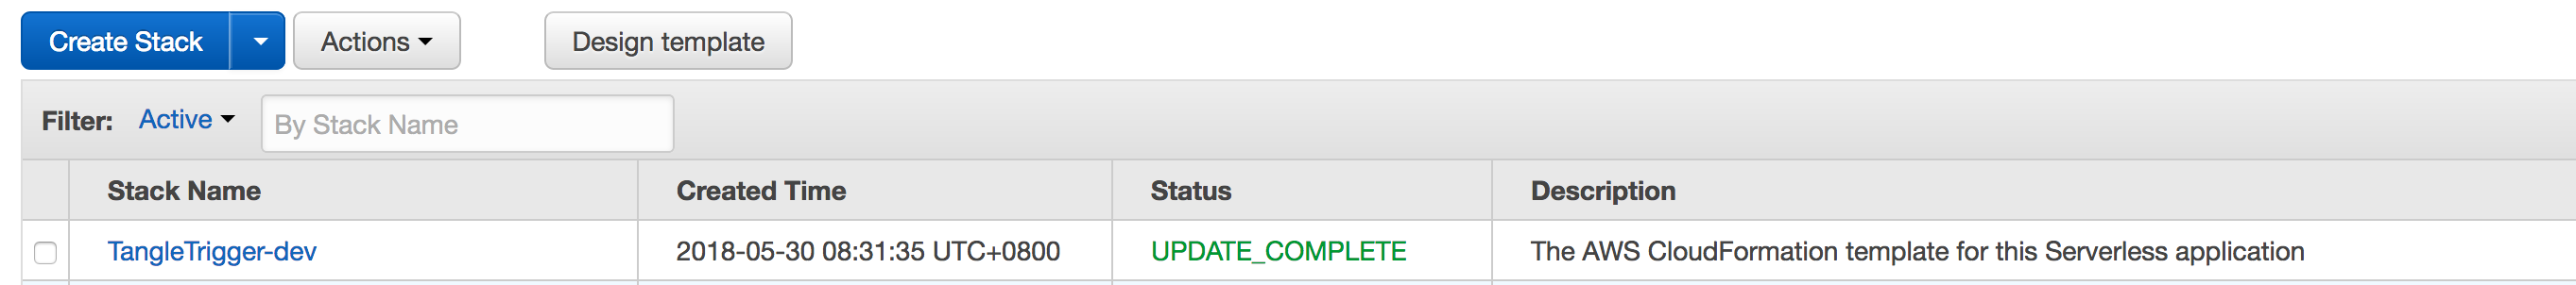 Create Stack Actions Design template
Filter: Active By Stack Name
Stack Name Created Time Status Description
TangleTrigger-dev 2018-05-30 08:31:35 UTC+0800 UPDATE_COMPLETE The AWS CloudFormation template for this Serverless application